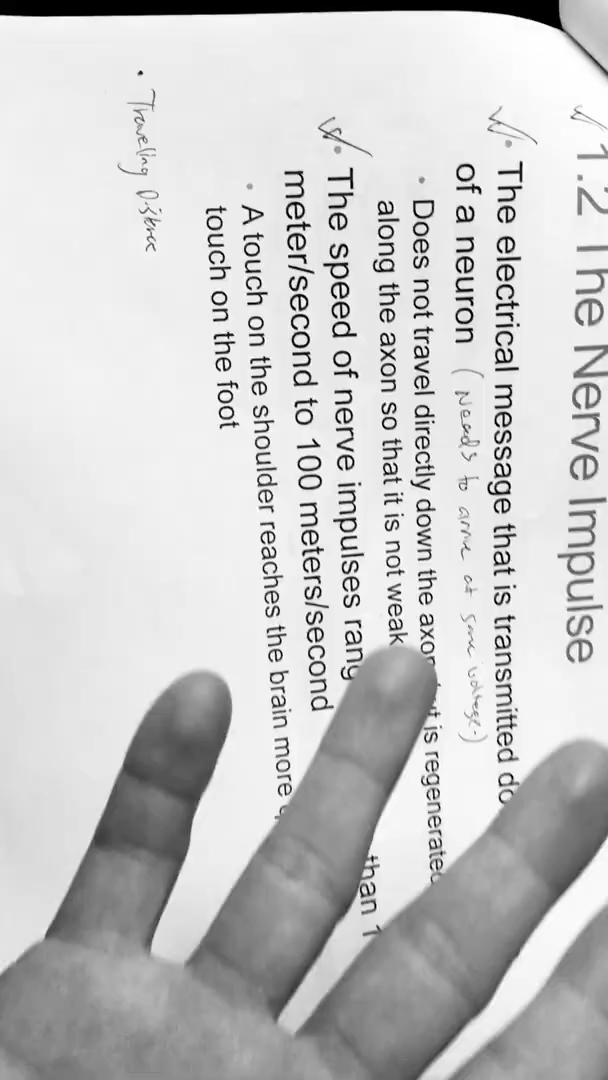 1.2 The Nerve Impulse
The electrical message that is transmitted do
of a neuron (Needs to arrive at same voltage.)
Does not travel directly down the axon is regenerated
along the axon so that it is not weak
The speed of nerve impulses rang than 1
meter/second to 100 meters/second
A touch on the shoulder reaches the brain more
touch on the foot
Traveling Distance